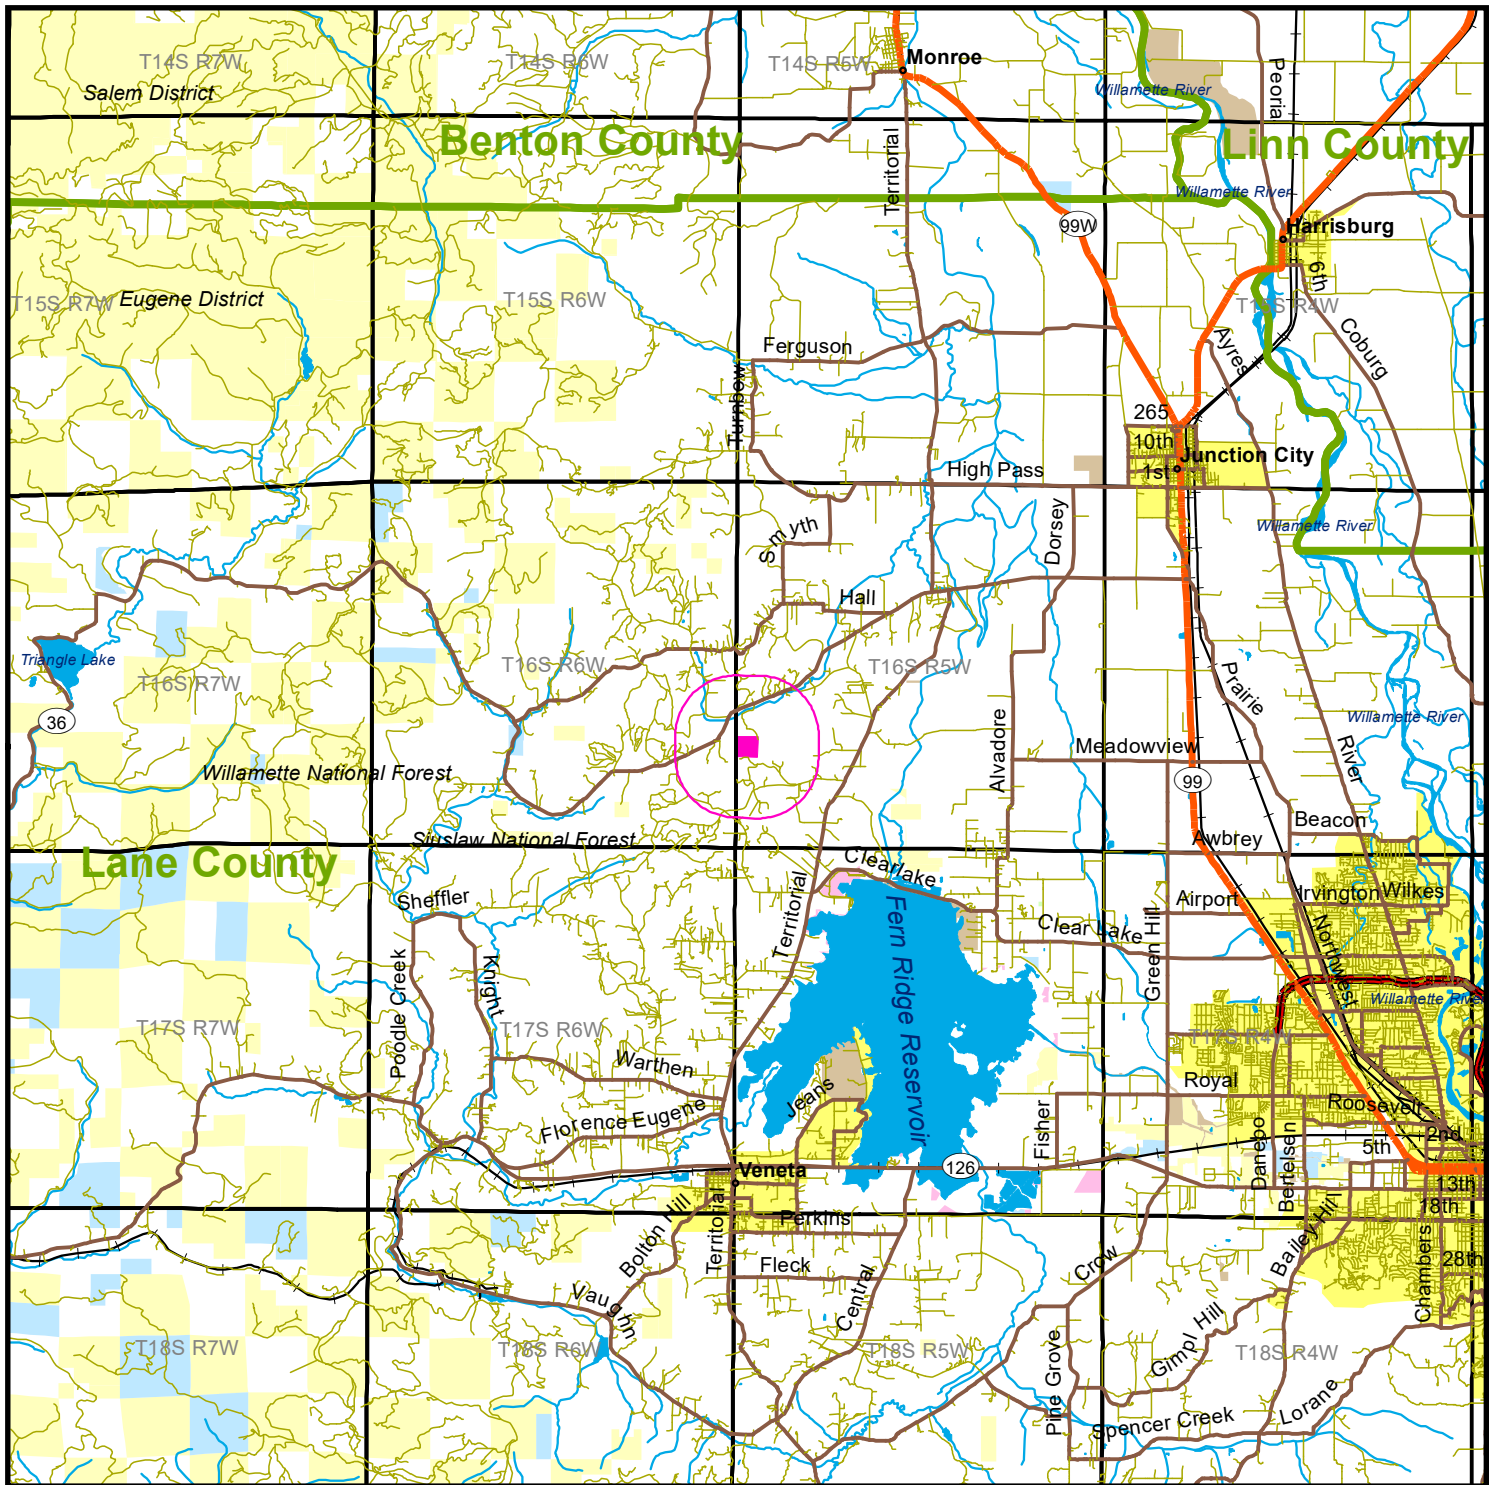 T14S R7W
T14S R6W
T14S R5W
Monroe
Salem District
Willamette River
Peoria
Benton County
Linn County
Territorial
Willamette River
99W
Harrisburg
6th
T15S R7W
Eugene District
T15S R6W
T15S R4W
Ferguson
Ayres
Coburg
Turnbow
265
10th
Junction City
1st
High Pass
Smyth
Dorsey
Willamette River
Hall
Triangle Lake
T16S R7W
T16S R6W
T16S R5W
Prairie
36
Alvadore
Meadowview
River
Willamette River
Willamette National Forest
99
Siuslaw National Forest
Awbrey
Beacon
Lane County
Clearlake
Sheffler
Airport
Irvington
Wilkes
Territorial
Fern Ridge Reservoir
Clear Lake
Green Hill
Northwest
Poodle Creek
Knight
Willamette River
T17S R7W
T17S R6W
T17S R4W
Warthen
Jeans
Royal
Roosevelt
Florence Eugene
Fisher
Danebo
Bertelsen
5th
2nd
Veneta
126
13th
18th
Territorial
Bolton Hill
Perkins
Bailey Hill
Chambers
28th
Fleck
Crow
Vaughn
Central
T18S R7W
T18S R6W
T18S R5W
Pine Grove
Gimpl Hill
T18S R4W
Spencer Creek
Lorane